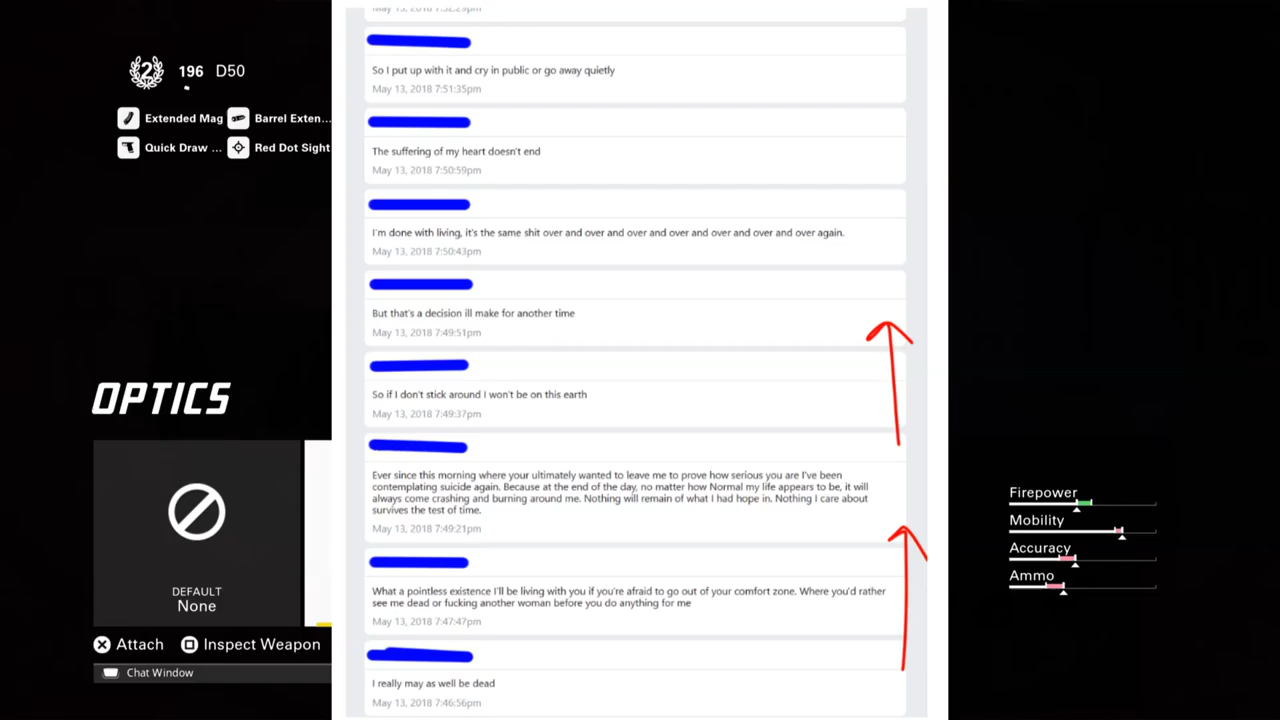 2 196 D50
Extended Mag
Barrel Exten...
Quick Draw ...
Red Dot Sight
OPTICS
DEFAULT
None
Attach
Inspect Weapon
Chat Window
May 13, 2018 7:52:29pm
So I put up with it and cry in public or go away quietly
May 13, 2018 7:51:35pm
The suffering of my heart doesn't end
May 13, 2018 7:50:59pm
I'm done with living, it's the same shit over and over and over and over and over and over and over again.
May 13, 2018 7:50:43pm
But that's a decision ill make for another time
May 13, 2018 7:49:51pm
So if I don't stick around I won't be on this earth
May 13, 2018 7:49:37pm
Ever since this morning where your ultimately wanted to leave me to prove how serious you are I've been
contemplating suicide again. Because at the end of the day, no matter how Normal my life appears to be, it will
always come crashing and burning around me. Nothing will remain of what I had hope in. Nothing I care about
survives the test of time.
May 13, 2018 7:49:21pm
What a pointless existence I'll be living with you if you're afraid to go out of your comfort zone. Where you'd rather
see me dead or fucking another woman before you do anything for me
May 13, 2018 7:47:47pm
I really may as well be dead
May 13, 2018 7:46:56pm
Firepower
Mobility
Accuracy
Ammo